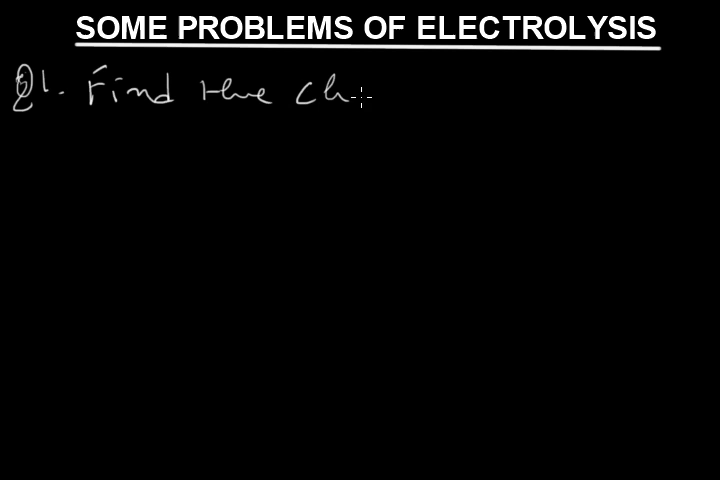 SOME PROBLEMS OF ELECTROLYSIS
Q1. Find the ch